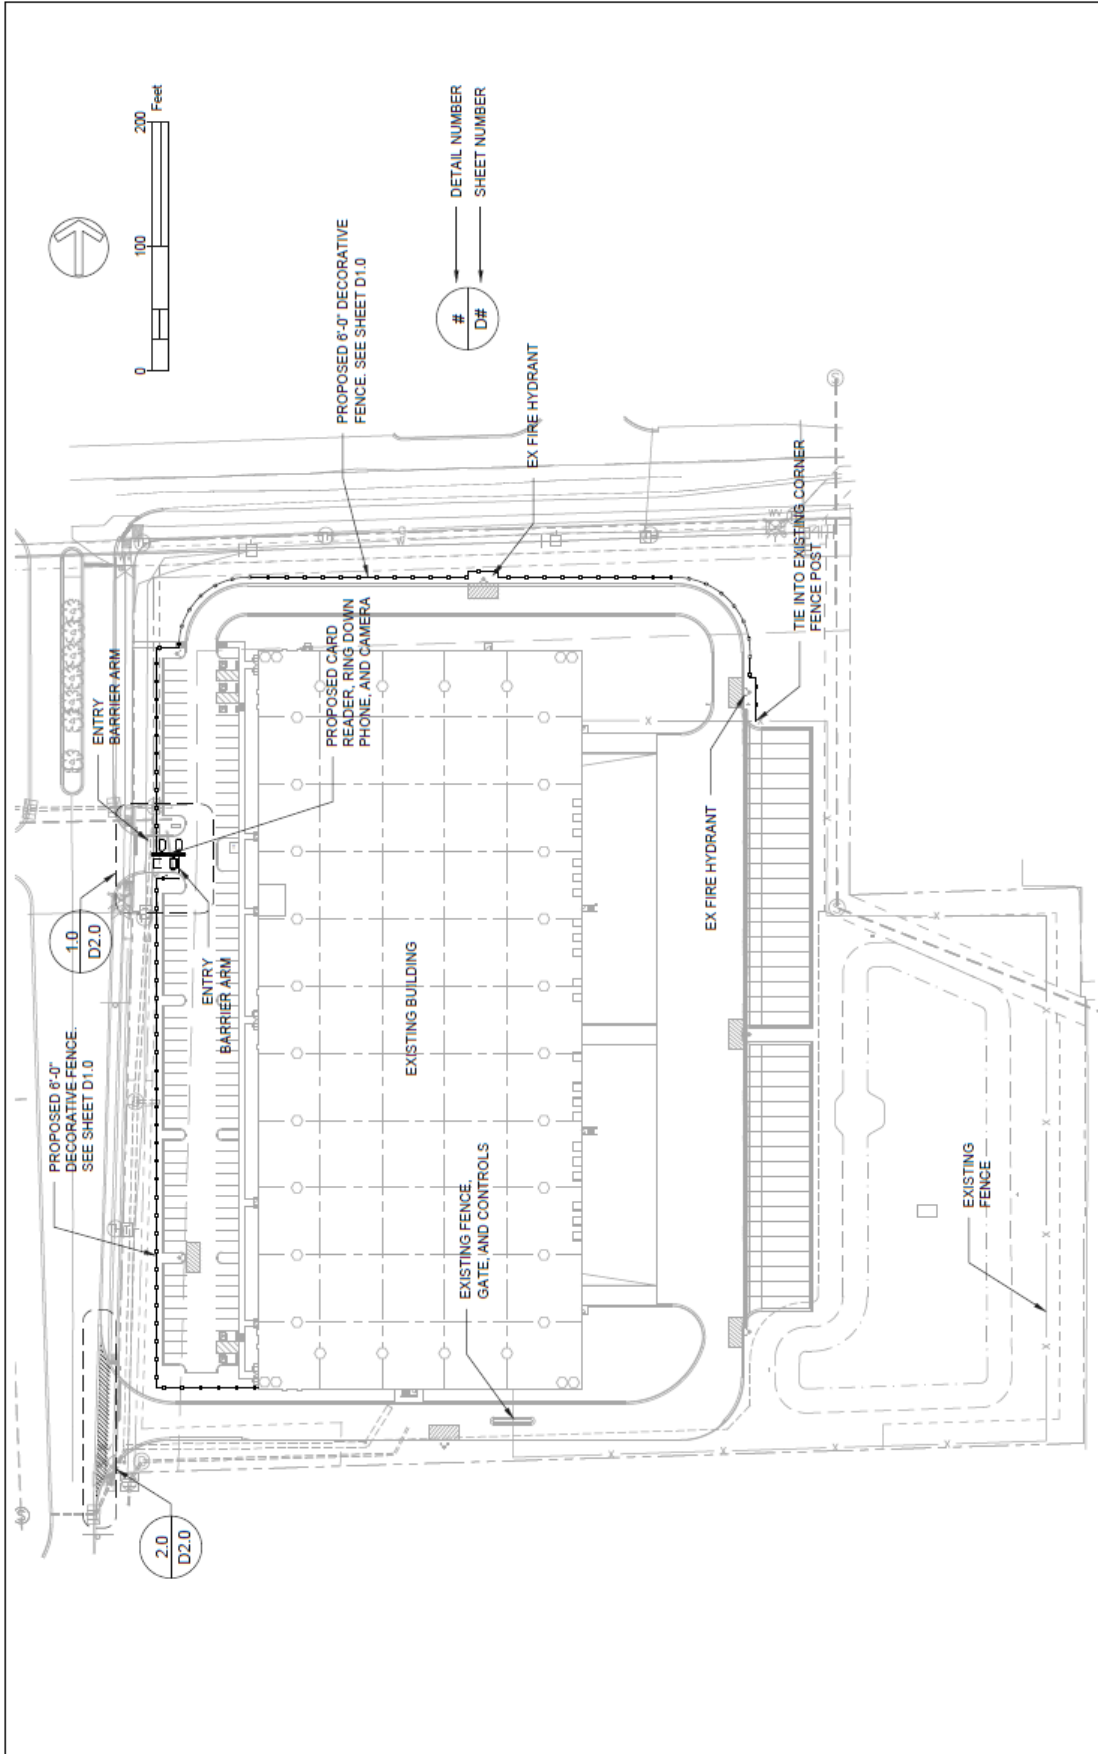 0
100
200
Feet
DETAIL NUMBER
SHEET NUMBER
#
D#
PROPOSED 6'-0" DECORATIVE
FENCE. SEE SHEET D1.0
EX FIRE HYDRANT
ENTRY
BARRIER ARM
PROPOSED CARD
READER, RING DOWN
PHONE, AND CAMERA
TIE INTO EXISTING CORNER
FENCE POST
1.0
D2.0
ENTRY
BARRIER ARM
EX FIRE HYDRANT
PROPOSED 6'-0"
DECORATIVE FENCE.
SEE SHEET D1.0
EXISTING BUILDING
EXISTING FENCE,
GATE, AND CONTROLS
EXISTING
FENCE
2.0
D2.0